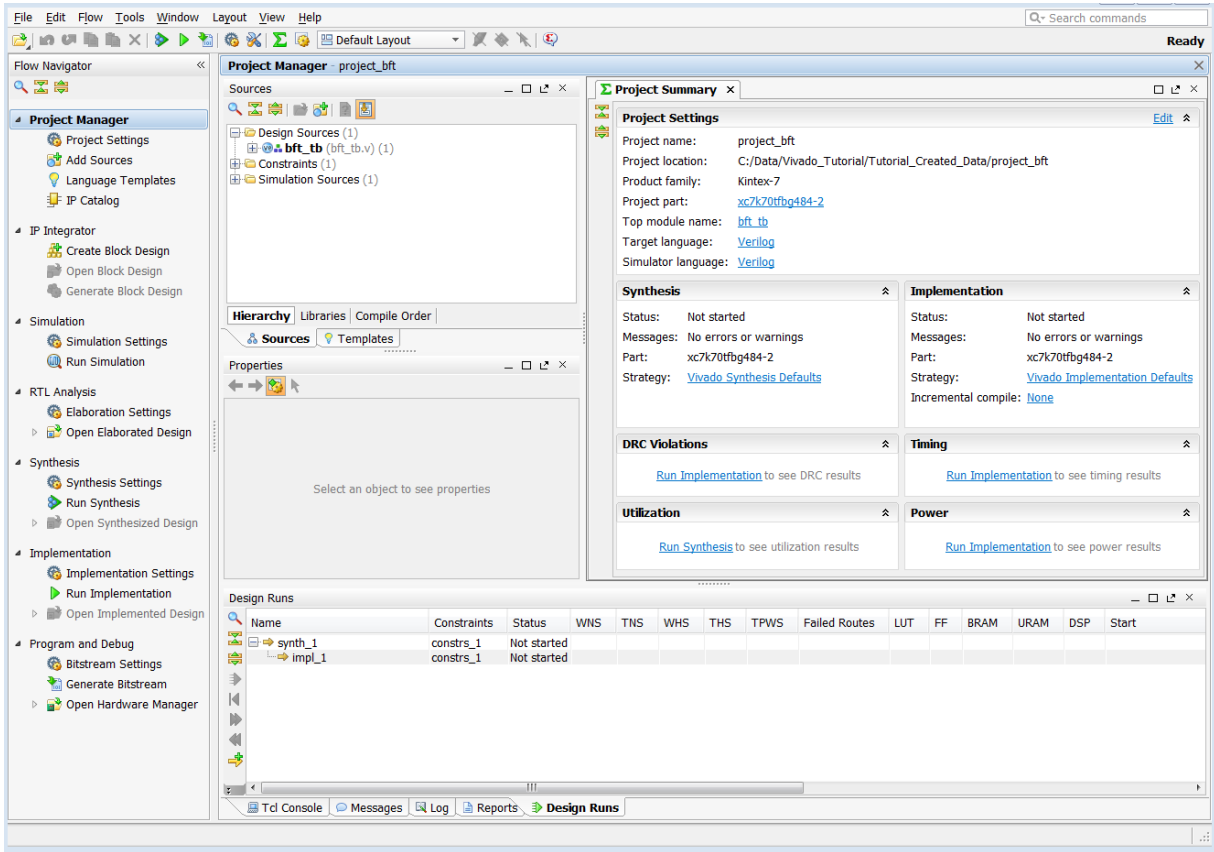 File Edit Flow Tools Window Layout View Help
Search commands
Default Layout
Ready
Flow Navigator
Project Manager
Project Settings
Add Sources
Language Templates
IP Catalog
IP Integrator
Create Block Design
Open Block Design
Generate Block Design
Simulation
Simulation Settings
Run Simulation
RTL Analysis
Elaboration Settings
Open Elaborated Design
Synthesis
Synthesis Settings
Run Synthesis
Open Synthesized Design
Implementation
Implementation Settings
Run Implementation
Open Implemented Design
Program and Debug
Bitstream Settings
Generate Bitstream
Open Hardware Manager
Project Manager - project_bft
Sources
Design Sources (1)
bft_tb (bft_tb.v) (1)
Constraints (1)
Simulation Sources (1)
Hierarchy Libraries Compile Order
Sources Templates
Properties
Select an object to see properties
Project Summary
Project Settings Edit
Project name: project_bft
Project location: C:/Data/Vivado_Tutorial/Tutorial_Created_Data/project_bft
Product family: Kintex-7
Project part: xc7k70tfbg484-2
Top module name: bft_tb
Target language: Verilog
Simulator language: Verilog
Synthesis
Status: Not started
Messages: No errors or warnings
Part: xc7k70tfbg484-2
Strategy: Vivado Synthesis Defaults
Implementation
Status: Not started
Messages: No errors or warnings
Part: xc7k70tfbg484-2
Strategy: Vivado Implementation Defaults
Incremental compile: None
DRC Violations
Run Implementation to see DRC results
Timing
Run Implementation to see timing results
Utilization
Run Synthesis to see utilization results
Power
Run Implementation to see power results
Design Runs
Name Constraints Status WNS TNS WHS THS TPWS Failed Routes LUT FF BRAM URAM DSP Start
synth_1 constrs_1 Not started
impl_1 constrs_1 Not started
Tcl Console Messages Log Reports Design Runs